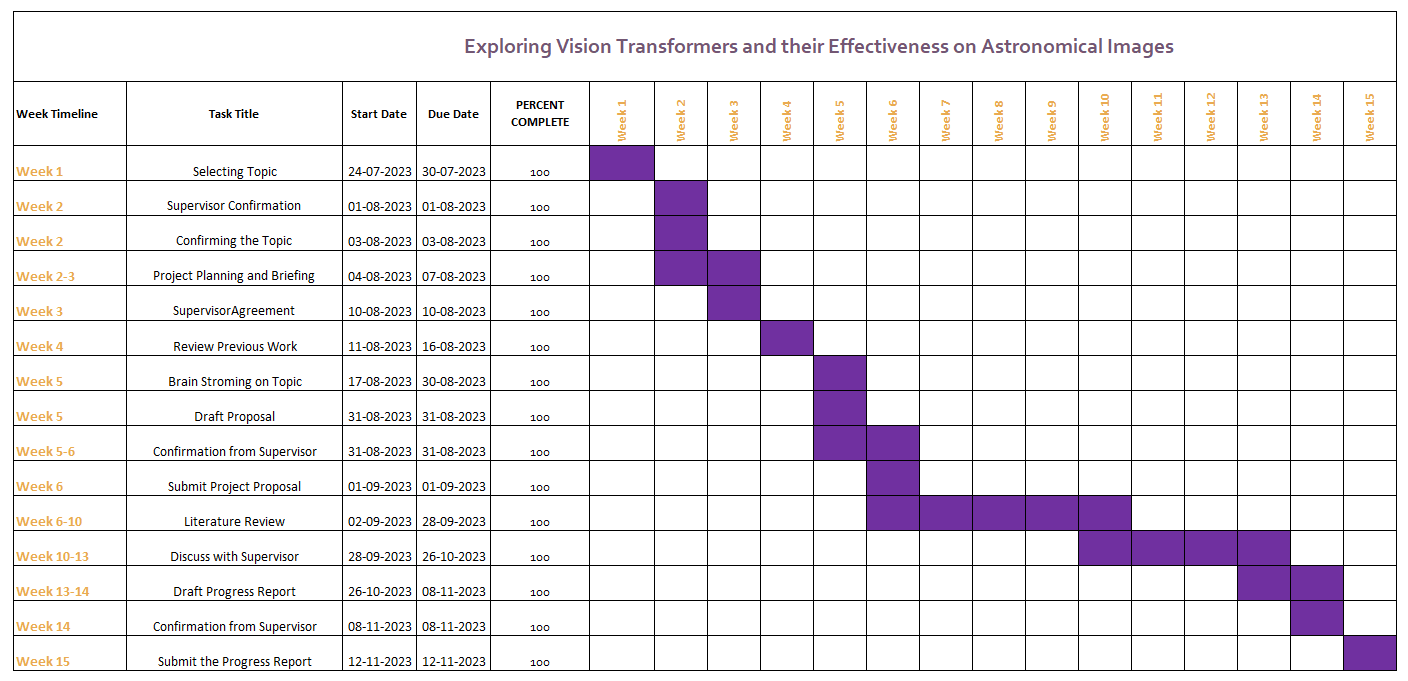 Exploring Vision Transformers and their Effectiveness on Astronomical Images
Week Timeline Task Title Start Date Due Date PERCENT COMPLETE Week 1 Week 2 Week 3 Week 4 Week 5 Week 6 Week 7 Week 8 Week 9 Week 10 Week 11 Week 12 Week 13 Week 14 Week 15
Week 1 Selecting Topic 24-07-2023 30-07-2023 100
Week 2 Supervisor Confirmation 01-08-2023 01-08-2023 100
Week 2 Confirming the Topic 03-08-2023 03-08-2023 100
Week 2-3 Project Planning and Briefing 04-08-2023 07-08-2023 100
Week 3 SupervisorAgreement 10-08-2023 10-08-2023 100
Week 4 Review Previous Work 11-08-2023 16-08-2023 100
Week 5 Brain Stroming on Topic 17-08-2023 30-08-2023 100
Week 5 Draft Proposal 31-08-2023 31-08-2023 100
Week 5-6 Confirmation from Supervisor 31-08-2023 31-08-2023 100
Week 6 Submit Project Proposal 01-09-2023 01-09-2023 100
Week 6-10 Literature Review 02-09-2023 28-09-2023 100
Week 10-13 Discuss with Supervisor 28-09-2023 26-10-2023 100
Week 13-14 Draft Progress Report 26-10-2023 08-11-2023 100
Week 14 Confirmation from Supervisor 08-11-2023 08-11-2023 100
Week 15 Submit the Progress Report 12-11-2023 12-11-2023 100